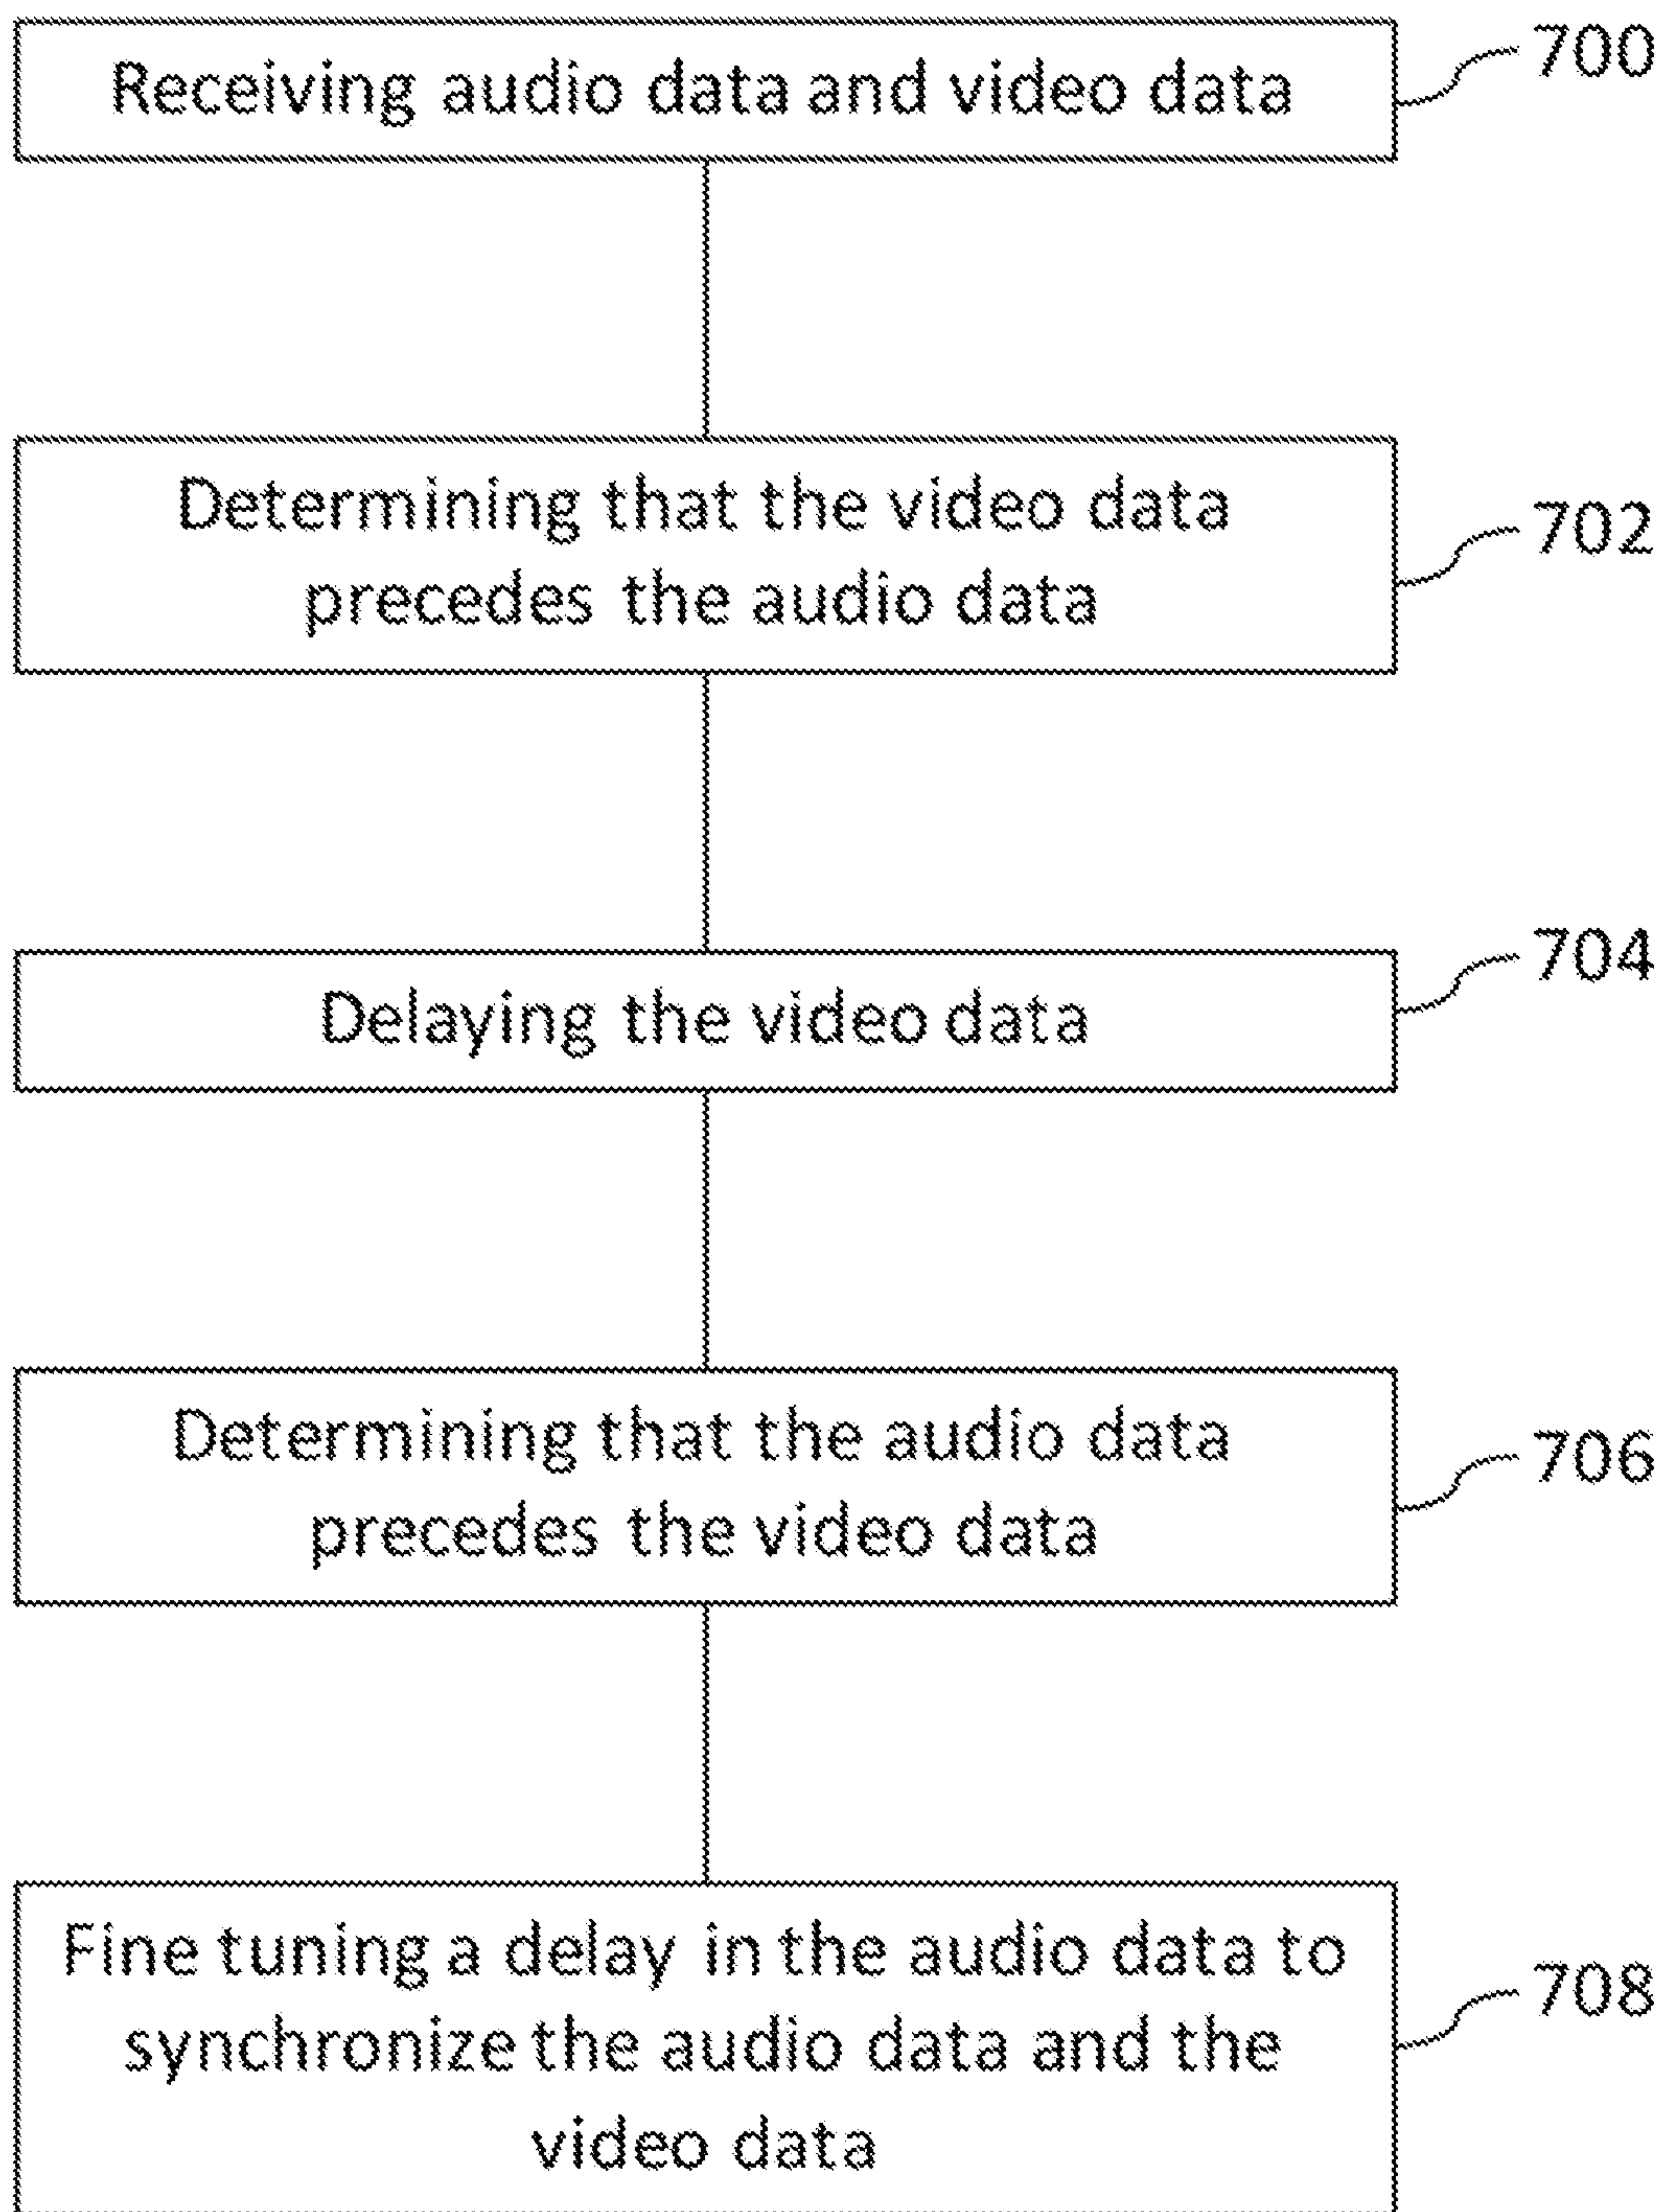 Receiving audio data and video data
700
Determining that the video data
precedes the audio data
702
Delaying the video data
704
Determining that the audio data
precedes the video data
706
Fine tuning a delay in the audio data to
synchronize the audio data and the
video data
708